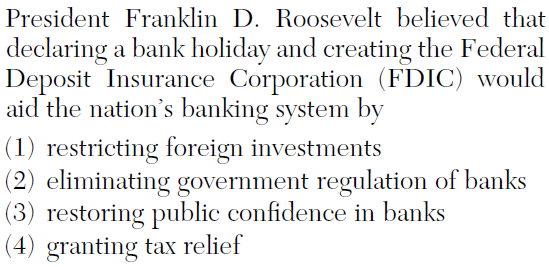 President Franklin D. Roosevelt believed that
declaring a bank holiday and creating the Federal
Deposit Insurance Corporation (FDIC) would
aid the nation’s banking system by
(1) restricting foreign investments
(2) eliminating government regulation of banks
(3) restoring public confidence in banks
(4) granting tax relief